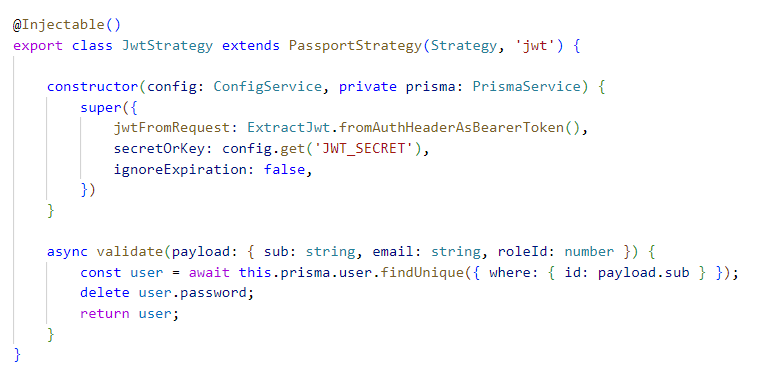 @Injectable()
export class JwtStrategy extends PassportStrategy(Strategy, 'jwt') {
constructor(config: ConfigService, private prisma: PrismaService) {
super({
jwtFromRequest: ExtractJwt.fromAuthHeaderAsBearerToken(),
secretOrKey: config.get('JWT_SECRET'),
ignoreExpiration: false,
})
}
async validate(payload: { sub: string, email: string, roleId: number }) {
const user = await this.prisma.user.findUnique({ where: { id: payload.sub } });
delete user.password;
return user;
}
}